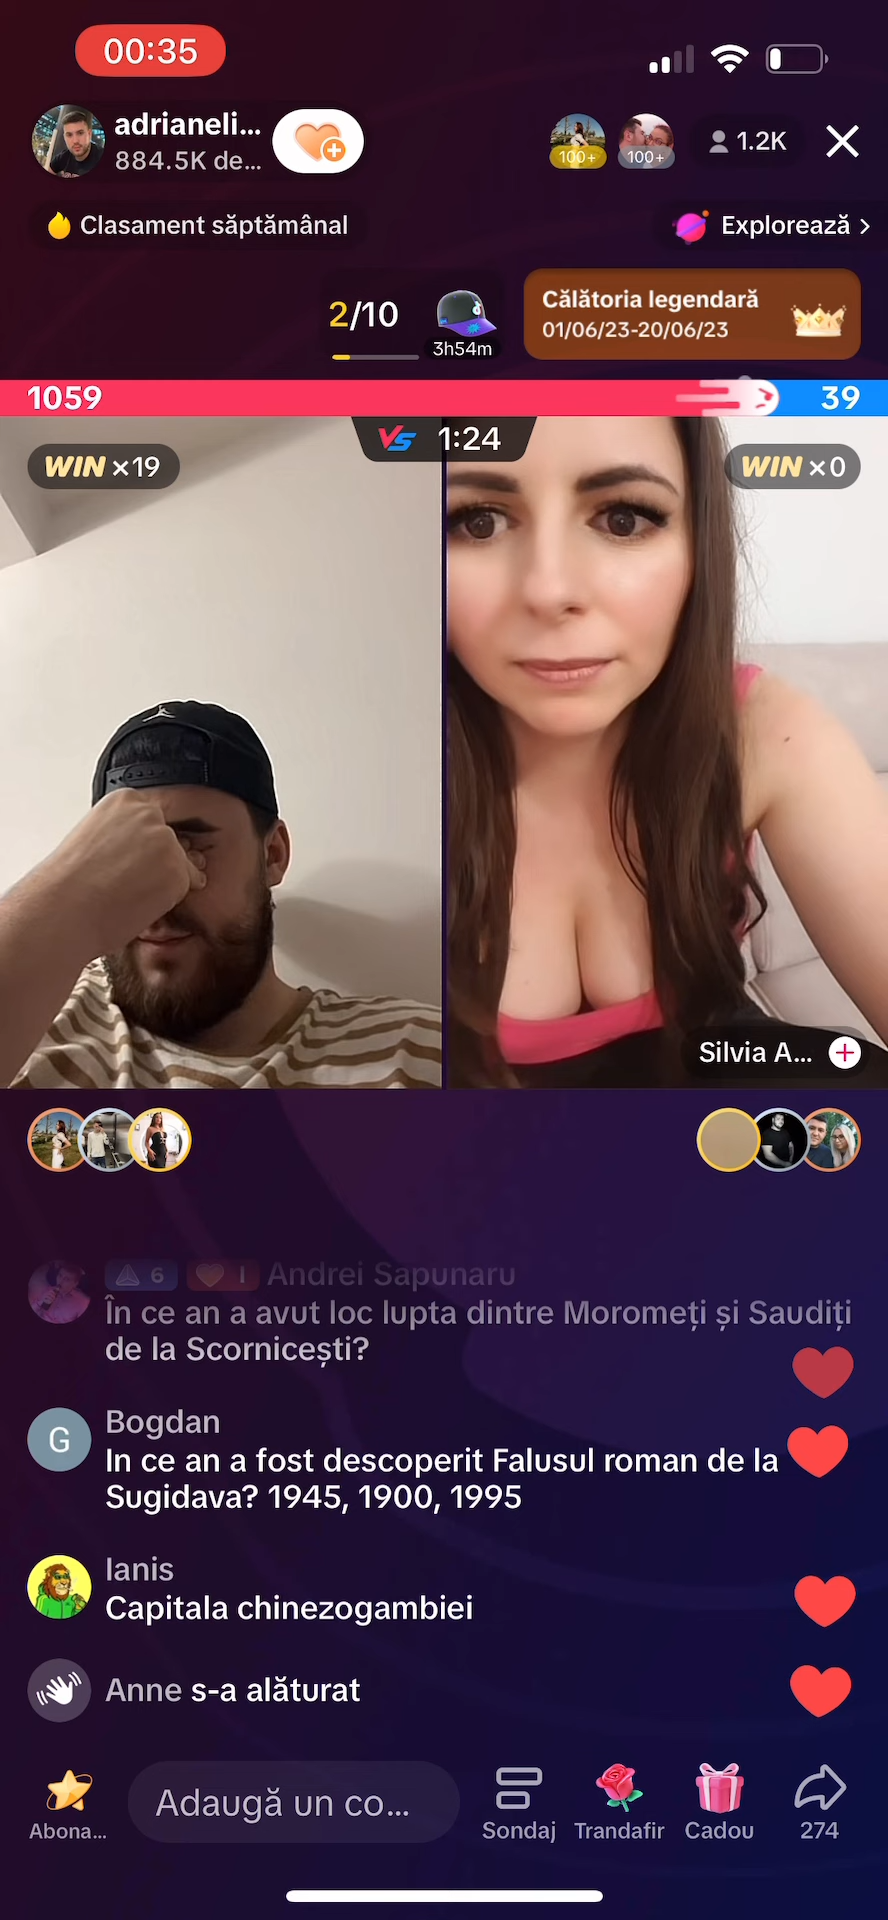 00:35
adrianeli...
884.5K de...
100+
100+
1.2K
Clasament săptămânal
Explorează >
2/10
3h54m
Călătoria legendară
01/06/23-20/06/23
1059
39
VS 1:24
WIN ×19
WIN ×0
Silvia A...
6
I
Andrei Sapunaru
În ce an a avut loc lupta dintre Moromeți și Saudiți
de la Scornicești?
G
Bogdan
In ce an a fost descoperit Falusul roman de la
Sugidava? 1945, 1900, 1995
Ianis
Capitala chinezogambiei
Anne s-a alăturat
Abona...
Adaugă un co...
Sondaj
Trandafir
Cadou
274